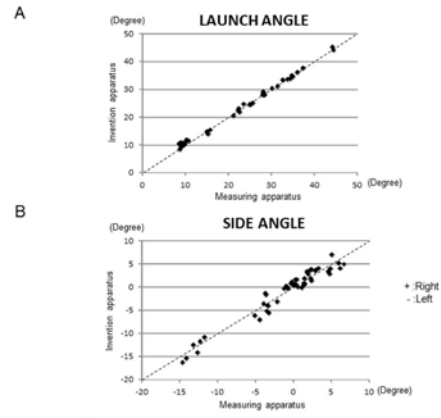 A
LAUNCH ANGLE
(Degree)
50
40
30
20
10
0
Invention apparatus
0 10 20 30 40 50
(Degree)
Measuring apparatus
B
SIDE ANGLE
(Degree)
10
5
0
-5
-10
-15
-20
Invention apparatus
-20 -15 -10 -5 0 5 10 (Degree)
Measuring apparatus
+ :Right
- :Left